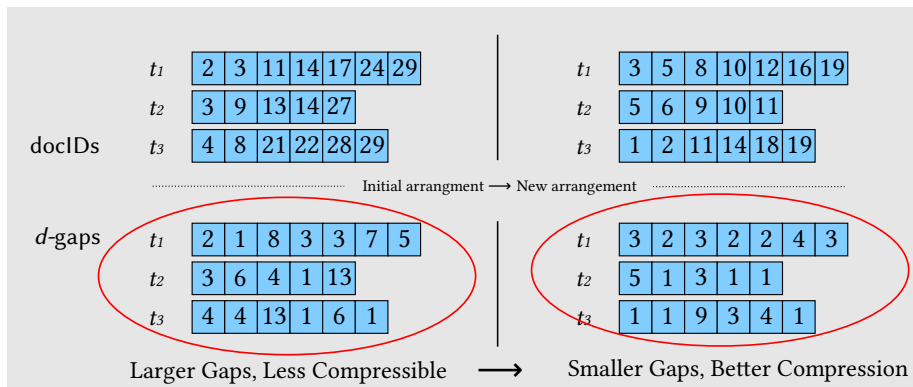 t1 2 3 11 14 17 24 29 t1 3 5 8 10 12 16 19
t2 3 9 13 14 27 t2 5 6 9 10 11
docIDs t3 4 8 21 22 28 29 t3 1 2 11 14 18 19
Initial arrangment → New arrangement
d-gaps t1 2 1 8 3 3 7 5 t1 3 2 3 2 2 4 3
t2 3 6 4 1 13 t2 5 1 3 1 1
t3 4 4 13 1 6 1 t3 1 1 9 3 4 1
Larger Gaps, Less Compressible → Smaller Gaps, Better Compression